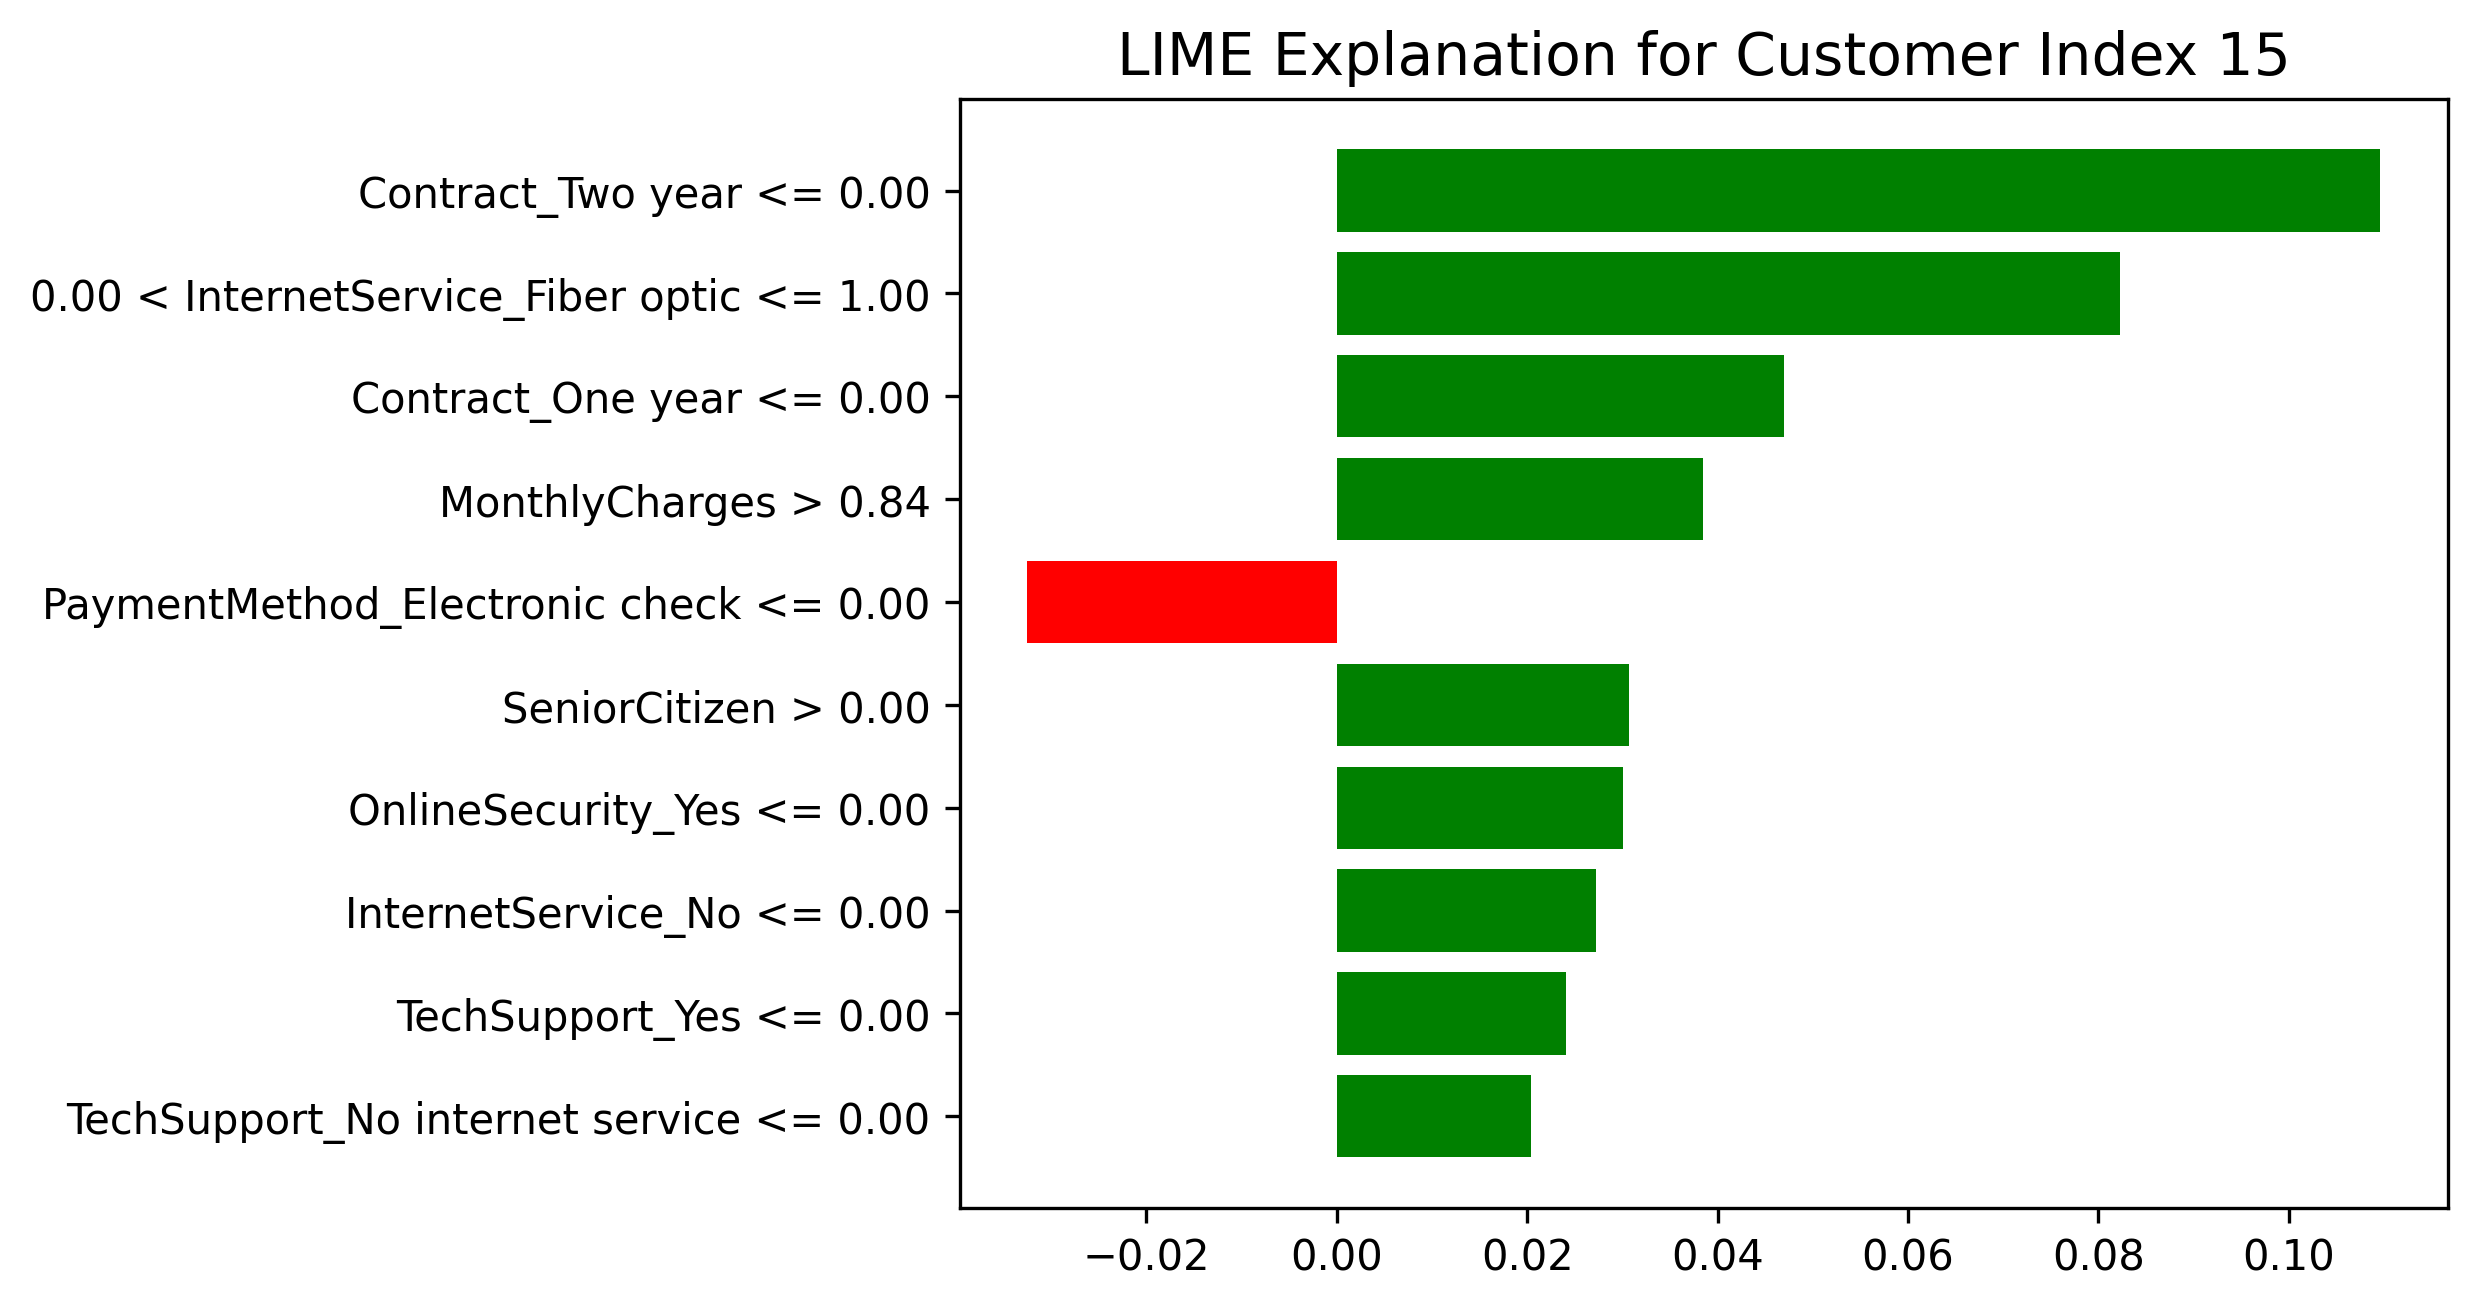 LIME Explanation for Customer Index 15
Contract_Two year <= 0.00
0.00 < InternetService_Fiber optic <= 1.00
Contract_One year <= 0.00
MonthlyCharges > 0.84
PaymentMethod_Electronic check <= 0.00
SeniorCitizen > 0.00
OnlineSecurity_Yes <= 0.00
InternetService_No <= 0.00
TechSupport_Yes <= 0.00
TechSupport_No internet service <= 0.00
−0.02 0.00 0.02 0.04 0.06 0.08 0.10